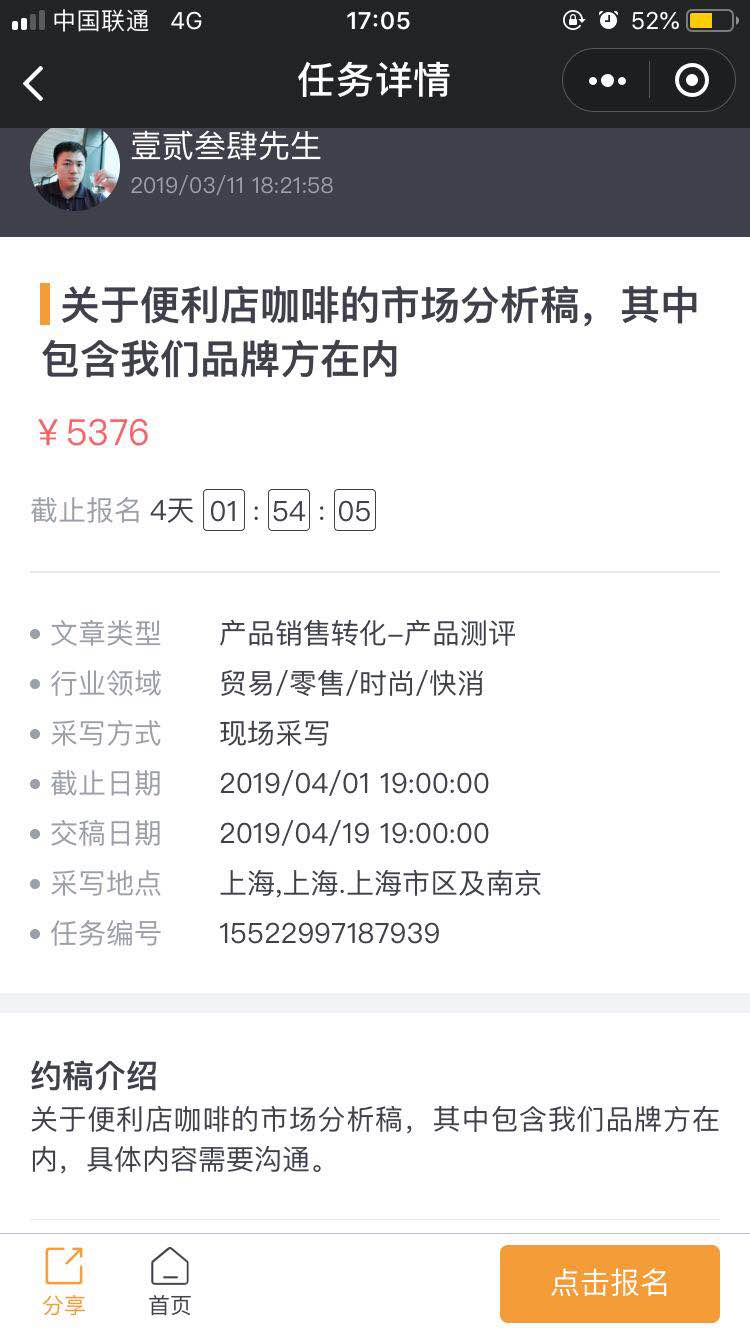 中国联通 4G 17:05 52%
任务详情
壹贰叁肆先生
2019/03/11 18:21:58
关于便利店咖啡的市场分析稿，其中
包含我们品牌方在内
¥ 5376
截止报名 4天 01 : 54 : 05
文章类型 产品销售转化–产品测评
行业领域 贸易/零售/时尚/快消
采写方式 现场采写
截止日期 2019/04/01 19:00:00
交稿日期 2019/04/19 19:00:00
采写地点 上海,上海.上海市区及南京
任务编号 15522997187939
约稿介绍
关于便利店咖啡的市场分析稿，其中包含我们品牌方在
内，具体内容需要沟通。
分享 首页 点击报名